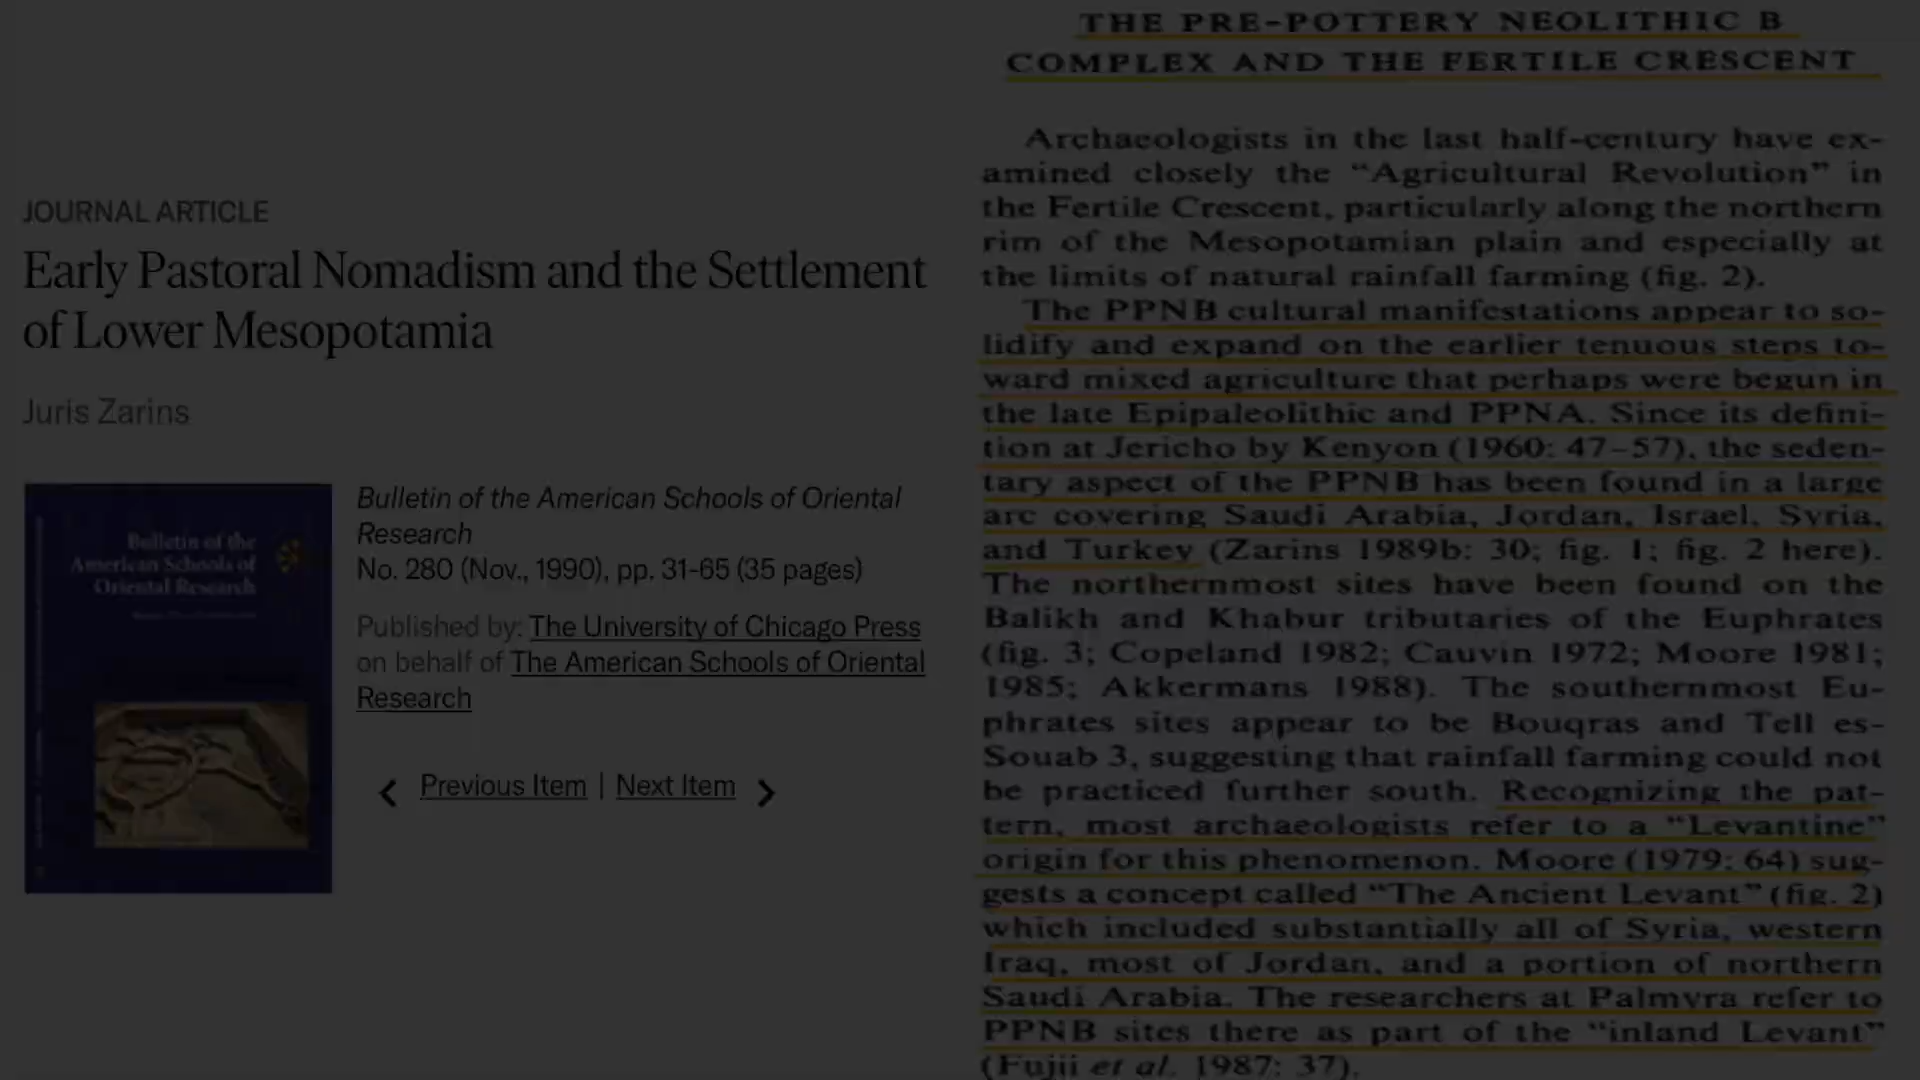 JOURNAL ARTICLE
Early Pastoral Nomadism and the Settlement
of Lower Mesopotamia
Juris Zarins
Bulletin of the
American Schools of
Oriental Research
Bulletin of the American Schools of Oriental
Research
No. 280 (Nov., 1990), pp. 31-65 (35 pages)
Published by: The University of Chicago Press
on behalf of The American Schools of Oriental
Research
Previous Item | Next Item
THE PRE-POTTERY NEOLITHIC B
COMPLEX AND THE FERTILE CRESCENT
Archaeologists in the last half-century have ex-
amined closely the “Agricultural Revolution” in
the Fertile Crescent, particularly along the northern
rim of the Mesopotamian plain and especially at
the limits of natural rainfall farming (fig. 2).
The PPNB cultural manifestations appear to so-
lidify and expand on the earlier tenuous steps to-
ward mixed agriculture that perhaps were begun in
the late Epipaleolithic and PPNA. Since its defini-
tion at Jericho by Kenyon (1960: 47–57), the seden-
tary aspect of the PPNB has been found in a large
arc covering Saudi Arabia, Jordan, Israel, Syria,
and Turkey (Zarins 1989b: 30; fig. 1; fig. 2 here).
The northernmost sites have been found on the
Balikh and Khabur tributaries of the Euphrates
(fig. 3; Copeland 1982; Cauvin 1972; Moore 1981;
1985; Akkermans 1988). The southernmost Eu-
phrates sites appear to be Bouqras and Tell es-
Souab 3, suggesting that rainfall farming could not
be practiced further south. Recognizing the pat-
tern, most archaeologists refer to a “Levantine”
origin for this phenomenon. Moore (1979: 64) sug-
gests a concept called “The Ancient Levant” (fig. 2)
which included substantially all of Syria, western
Iraq, most of Jordan, and a portion of northern
Saudi Arabia. The researchers at Palmyra refer to
PPNB sites there as part of the “inland Levant”
(Fujii et al. 1987: 37).